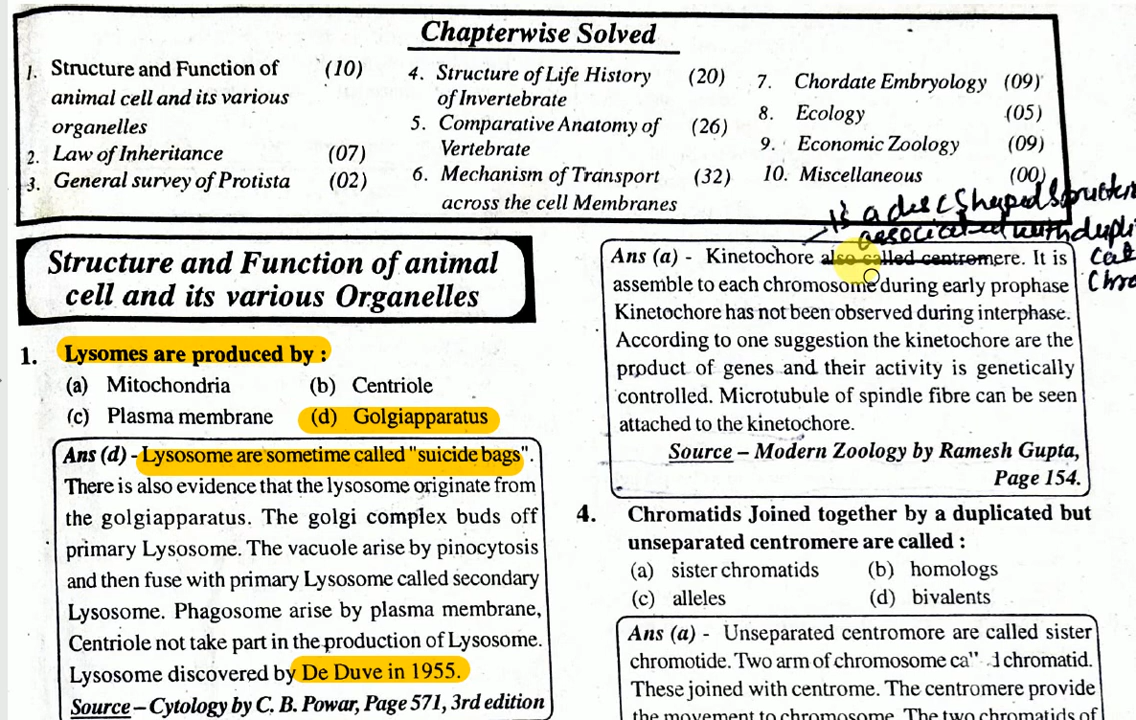 Chapterwise Solved
1. Structure and Function of (10)
animal cell and its various
organelles
2. Law of Inheritance (07)
3. General survey of Protista (02)
4. Structure of Life History (20)
of Invertebrate
5. Comparative Anatomy of (26)
Vertebrate
6. Mechanism of Transport (32)
across the cell Membranes
7. Chordate Embryology (09)
8. Ecology (05)
9. Economic Zoology (09)
10. Miscellaneous (00)
Structure and Function of animal
cell and its various Organelles
1. Lysomes are produced by :
(a) Mitochondria (b) Centriole
(c) Plasma membrane (d) Golgiapparatus
Ans (d) - Lysosome are sometime called "suicide bags".
There is also evidence that the lysosome originate from
the golgiapparatus. The golgi complex buds off
primary Lysosome. The vacuole arise by pinocytosis
and then fuse with primary Lysosome called secondary
Lysosome. Phagosome arise by plasma membrane,
Centriole not take part in the production of Lysosome.
Lysosome discovered by De Duve in 1955.
Source – Cytology by C. B. Powar, Page 571, 3rd edition
is a disc shaped
associated with dupli
cat
Ans (a) - Kinetochore also called centromere. It is
assemble to each chromosome during early prophase
Kinetochore has not been observed during interphase.
According to one suggestion the kinetochore are the
product of genes and their activity is genetically
controlled. Microtubule of spindle fibre can be seen
attached to the kinetochore.
Source – Modern Zoology by Ramesh Gupta,
Page 154.
4. Chromatids Joined together by a duplicated but
unseparated centromere are called :
(a) sister chromatids (b) homologs
(c) alleles (d) bivalents
Ans (a) - Unseparated centromore are called sister
chromotide. Two arm of chromosome chromatid.
These joined with centrome. The centromere provide
the movement to chromosome. The two chromatids of